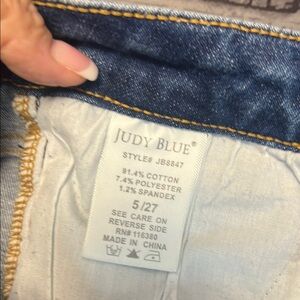 JUDY BLUE®
STYLE# JB8847
91.4% COTTON
7.4% POLYESTER
1.2% SPANDEX
5/27
SEE CARE ON
REVERSE SIDE
RN# 116380
MADE IN CHINA